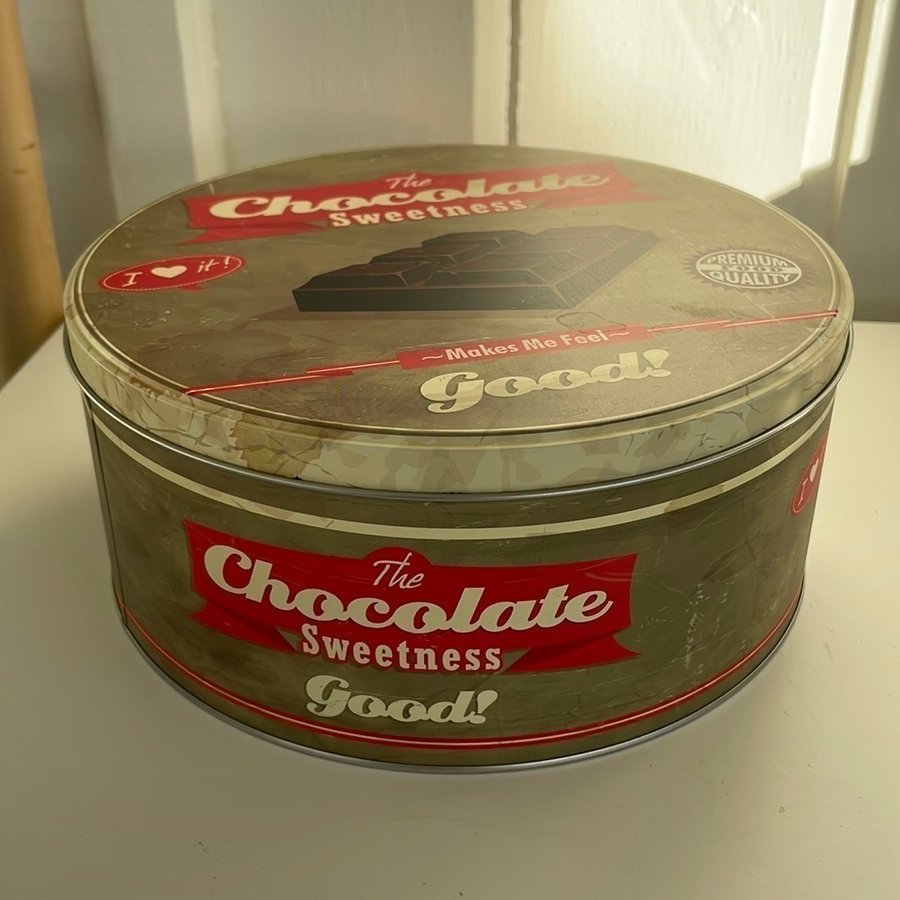 The
Chocolate
Sweetness
I ♥ it!
PREMIUM
FOOD
QUALITY
~Makes Me Feel~
Good!
The
Chocolate
Sweetness
Good!
I ♥